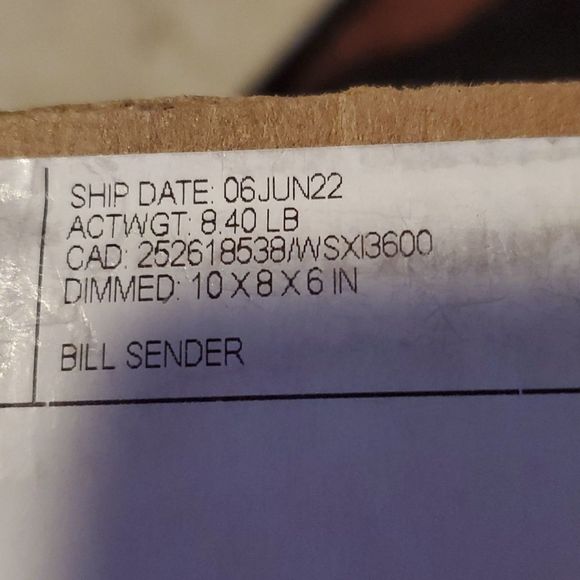 SHIP DATE: 06JUN22
ACTWGT: 8.40 LB
CAD: 252618538/WSXI3600
DIMMED: 10 X 8 X 6 IN
BILL SENDER